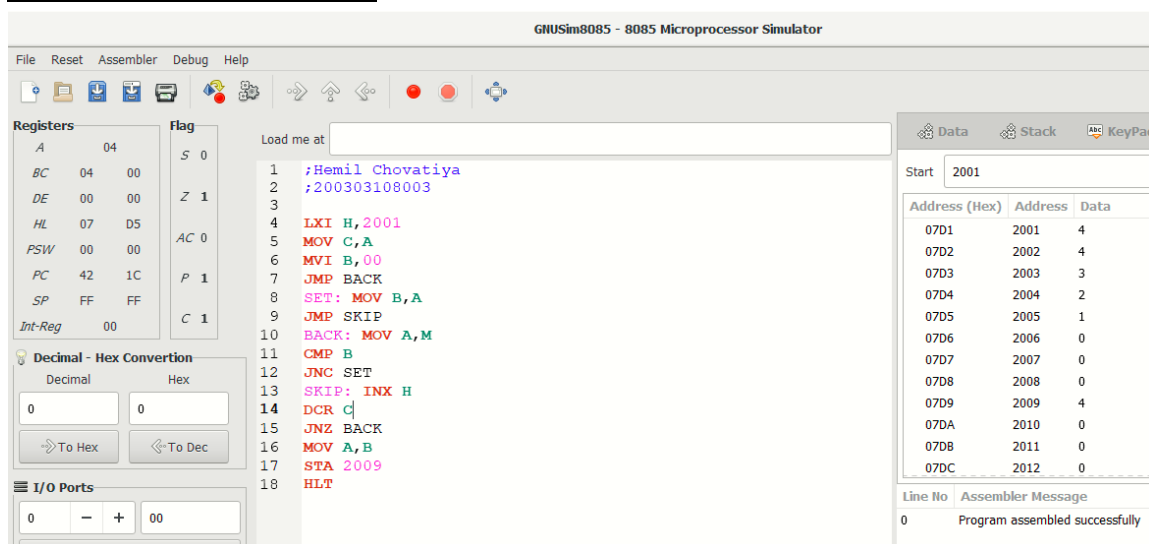 GNUSim8085 - 8085 Microprocessor Simulator
File Reset Assembler Debug Help
Registers
A 04
BC 04 00
DE 00 00
HL 07 D5
PSW 00 00
PC 42 1C
SP FF FF
Int-Reg 00
Flag
S 0
Z 1
AC 0
P 1
C 1
Decimal - Hex Convertion
Decimal Hex
0 0
To Hex To Dec
I/O Ports
0 − + 00
Load me at
1 ;Hemil Chovatiya
2 ;200303108003
3
4 LXI H,2001
5 MOV C,A
6 MVI B,00
7 JMP BACK
8 SET: MOV B,A
9 JMP SKIP
10 BACK: MOV A,M
11 CMP B
12 JNC SET
13 SKIP: INX H
14 DCR C
15 JNZ BACK
16 MOV A,B
17 STA 2009
18 HLT
Data Stack Abc KeyPa
Start 2001
Address (Hex) Address Data
07D1 2001 4
07D2 2002 4
07D3 2003 3
07D4 2004 2
07D5 2005 1
07D6 2006 0
07D7 2007 0
07D8 2008 0
07D9 2009 4
07DA 2010 0
07DB 2011 0
07DC 2012 0
Line No Assembler Message
0 Program assembled successfully